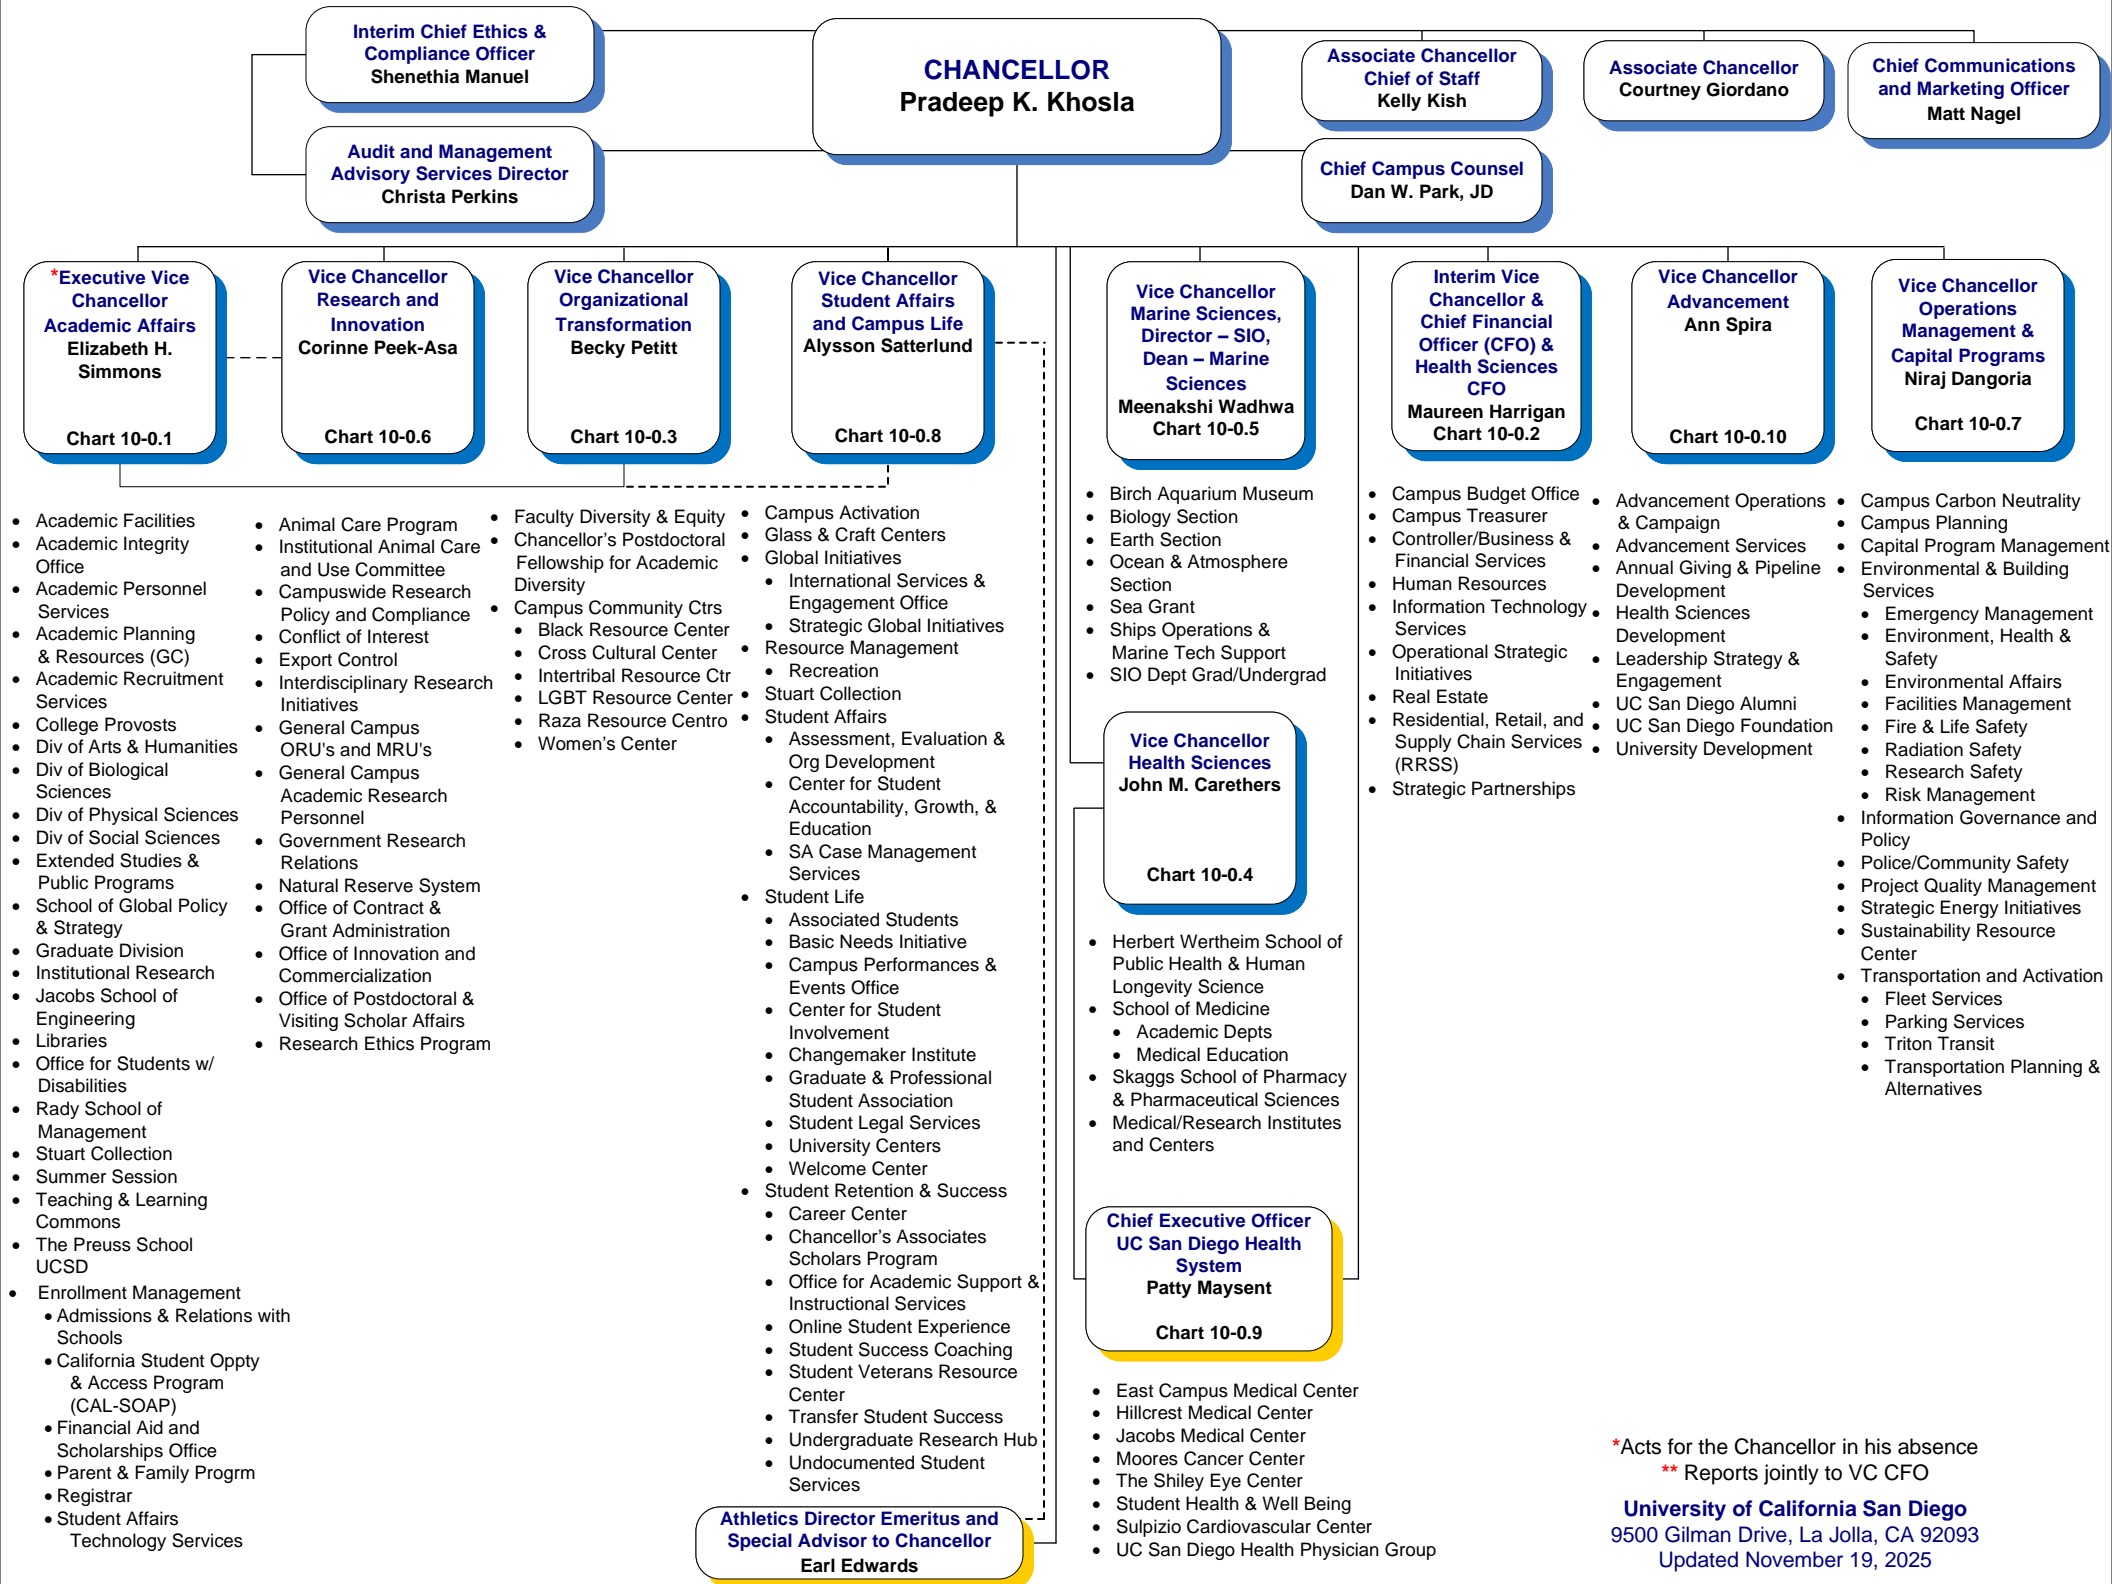 Interim Chief Ethics &
Compliance Officer
Shenethia Manuel
Audit and Management
Advisory Services Director
Christa Perkins
CHANCELLOR
Pradeep K. Khosla
Associate Chancellor
Chief of Staff
Kelly Kish
Associate Chancellor
Courtney Giordano
Chief Communications
and Marketing Officer
Matt Nagel
Chief Campus Counsel
Dan W. Park, JD
*Executive Vice
Chancellor
Academic Affairs
Elizabeth H.
Simmons
Chart 10-0.1
Vice Chancellor
Research and
Innovation
Corinne Peek-Asa
Chart 10-0.6
Vice Chancellor
Organizational
Transformation
Becky Petitt
Chart 10-0.3
Vice Chancellor
Student Affairs
and Campus Life
Alysson Satterlund
Chart 10-0.8
Vice Chancellor
Marine Sciences,
Director – SIO,
Dean – Marine
Sciences
Meenakshi Wadhwa
Chart 10-0.5
Interim Vice
Chancellor &
Chief Financial
Officer (CFO) &
Health Sciences
CFO
Maureen Harrigan
Chart 10-0.2
Vice Chancellor
Advancement
Ann Spira
Chart 10-0.10
Vice Chancellor
Operations
Management &
Capital Programs
Niraj Dangoria
Chart 10-0.7
• Academic Facilities
• Academic Integrity
Office
• Academic Personnel
Services
• Academic Planning
& Resources (GC)
• Academic Recruitment
Services
• College Provosts
• Div of Arts & Humanities
• Div of Biological
Sciences
• Div of Physical Sciences
• Div of Social Sciences
• Extended Studies &
Public Programs
• School of Global Policy
& Strategy
• Graduate Division
• Institutional Research
• Jacobs School of
Engineering
• Libraries
• Office for Students w/
Disabilities
• Rady School of
Management
• Stuart Collection
• Summer Session
• Teaching & Learning
Commons
• The Preuss School
UCSD
• Enrollment Management
• Admissions & Relations with
Schools
• California Student Oppty
& Access Program
(CAL-SOAP)
• Financial Aid and
Scholarships Office
• Parent & Family Progrm
• Registrar
• Student Affairs
Technology Services
• Animal Care Program
• Institutional Animal Care
and Use Committee
• Campuswide Research
Policy and Compliance
• Conflict of Interest
• Export Control
• Interdisciplinary Research
Initiatives
• General Campus
ORU's and MRU's
• General Campus
Academic Research
Personnel
• Government Research
Relations
• Natural Reserve System
• Office of Contract &
Grant Administration
• Office of Innovation and
Commercialization
• Office of Postdoctoral &
Visiting Scholar Affairs
• Research Ethics Program
• Faculty Diversity & Equity
• Chancellor's Postdoctoral
Fellowship for Academic
Diversity
• Campus Community Ctrs
• Black Resource Center
• Cross Cultural Center
• Intertribal Resource Ctr
• LGBT Resource Center
• Raza Resource Centro
• Women's Center
• Campus Activation
• Glass & Craft Centers
• Global Initiatives
• International Services &
Engagement Office
• Strategic Global Initiatives
• Resource Management
• Recreation
• Stuart Collection
• Student Affairs
• Assessment, Evaluation &
Org Development
• Center for Student
Accountability, Growth, &
Education
• SA Case Management
Services
• Student Life
• Associated Students
• Basic Needs Initiative
• Campus Performances &
Events Office
• Center for Student
Involvement
• Changemaker Institute
• Graduate & Professional
Student Association
• Student Legal Services
• University Centers
• Welcome Center
• Student Retention & Success
• Career Center
• Chancellor's Associates
Scholars Program
• Office for Academic Support &
Instructional Services
• Online Student Experience
• Student Success Coaching
• Student Veterans Resource
Center
• Transfer Student Success
• Undergraduate Research Hub
• Undocumented Student
Services
Athletics Director Emeritus and
Special Advisor to Chancellor
Earl Edwards
• Birch Aquarium Museum
• Biology Section
• Earth Section
• Ocean & Atmosphere
Section
• Sea Grant
• Ships Operations &
Marine Tech Support
• SIO Dept Grad/Undergrad
Vice Chancellor
Health Sciences
John M. Carethers
Chart 10-0.4
• Herbert Wertheim School of
Public Health & Human
Longevity Science
• School of Medicine
• Academic Depts
• Medical Education
• Skaggs School of Pharmacy
& Pharmaceutical Sciences
• Medical/Research Institutes
and Centers
Chief Executive Officer
UC San Diego Health
System
Patty Maysent
Chart 10-0.9
• East Campus Medical Center
• Hillcrest Medical Center
• Jacobs Medical Center
• Moores Cancer Center
• The Shiley Eye Center
• Student Health & Well Being
• Sulpizio Cardiovascular Center
• UC San Diego Health Physician Group
• Campus Budget Office
• Campus Treasurer
• Controller/Business &
Financial Services
• Human Resources
• Information Technology
Services
• Operational Strategic
Initiatives
• Real Estate
• Residential, Retail, and
Supply Chain Services
(RRSS)
• Strategic Partnerships
• Advancement Operations
& Campaign
• Advancement Services
• Annual Giving & Pipeline
Development
• Health Sciences
Development
• Leadership Strategy &
Engagement
• UC San Diego Alumni
• UC San Diego Foundation
• University Development
• Campus Carbon Neutrality
• Campus Planning
• Capital Program Management
• Environmental & Building
Services
• Emergency Management
• Environment, Health &
Safety
• Environmental Affairs
• Facilities Management
• Fire & Life Safety
• Radiation Safety
• Research Safety
• Risk Management
• Information Governance and
Policy
• Police/Community Safety
• Project Quality Management
• Strategic Energy Initiatives
• Sustainability Resource
Center
• Transportation and Activation
• Fleet Services
• Parking Services
• Triton Transit
• Transportation Planning &
Alternatives
*Acts for the Chancellor in his absence
** Reports jointly to VC CFO
University of California San Diego
9500 Gilman Drive, La Jolla, CA 92093
Updated November 19, 2025